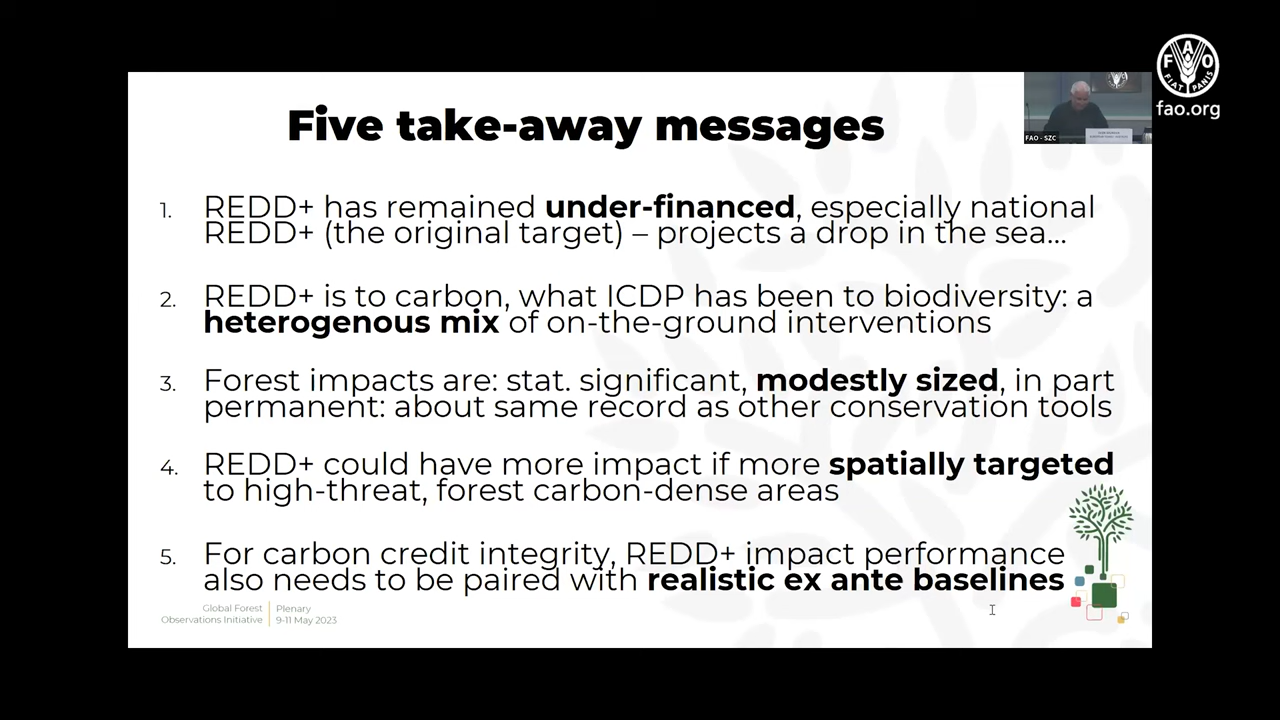 FAO
FIAT PANIS
fao.org
Five take-away messages
FAO - SZC
1. REDD+ has remained under-financed, especially national
REDD+ (the original target) – projects a drop in the sea...
2. REDD+ is to carbon, what ICDP has been to biodiversity: a
heterogenous mix of on-the-ground interventions
3. Forest impacts are: stat. significant, modestly sized, in part
permanent: about same record as other conservation tools
4. REDD+ could have more impact if more spatially targeted
to high-threat, forest carbon-dense areas
5. For carbon credit integrity, REDD+ impact performance
also needs to be paired with realistic ex ante baselines
Global Forest
Observations Initiative
Plenary
9-11 May 2023